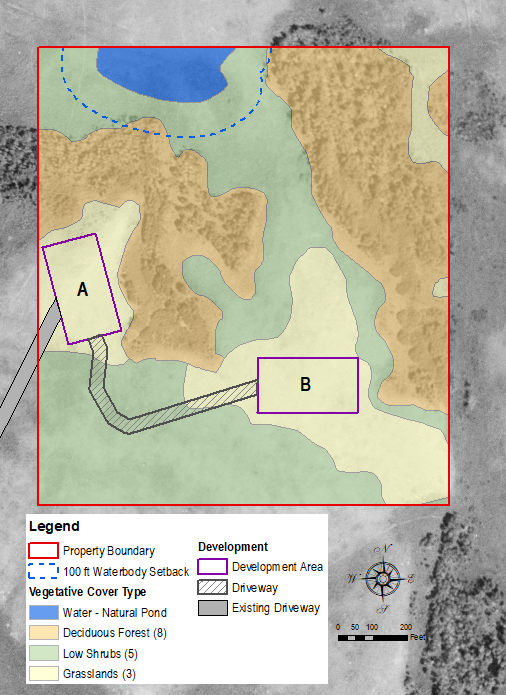 A
B
Legend
Property Boundary
100 ft Waterbody Setback
Vegetative Cover Type
Water - Natural Pond
Deciduous Forest (8)
Low Shrubs (5)
Grasslands (3)
Development
Development Area
Driveway
Existing Driveway
N
W E
S
0 50 100 200
Feet